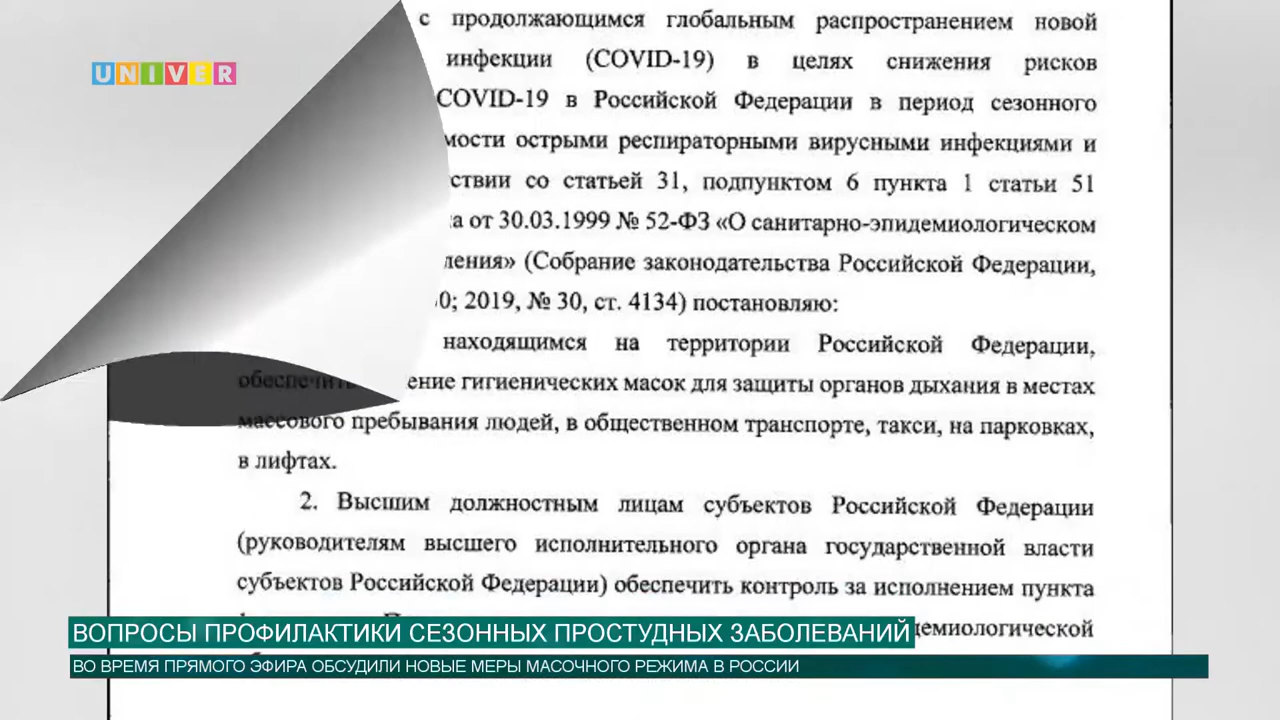 UNIVER
с продолжающимся глобальным распространением новой
инфекции (COVID-19) в целях снижения рисков
COVID-19 в Российской Федерации в период сезонного
мости острыми респираторными вирусными инфекциями и
ствии со статьей 31, подпунктом 6 пункта 1 статьи 51
а от 30.03.1999 № 52-ФЗ «О санитарно-эпидемиологическом
ления» (Собрание законодательства Российской Федерации,
0; 2019, № 30, ст. 4134) постановляю:
находящимся на территории Российской Федерации,
обеспечить ение гигиенических масок для защиты органов дыхания в местах
массового пребывания людей, в общественном транспорте, такси, на парковках,
в лифтах.
2. Высшим должностным лицам субъектов Российской Федерации
(руководителям высшего исполнительного органа государственной власти
субъектов Российской Федерации) обеспечить контроль за исполнением пункта
демиологической
ВОПРОСЫ ПРОФИЛАКТИКИ СЕЗОННЫХ ПРОСТУДНЫХ ЗАБОЛЕВАНИЙ
ВО ВРЕМЯ ПРЯМОГО ЭФИРА ОБСУДИЛИ НОВЫЕ МЕРЫ МАСОЧНОГО РЕЖИМА В РОССИИ